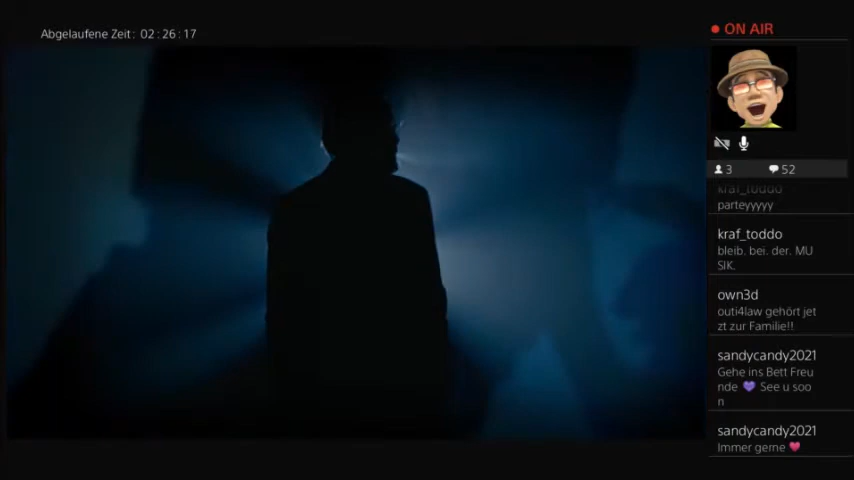 Abgelaufene Zeit: 02:26:17
ON AIR
3 52
kraf_toddo
parteyyyyy
kraf_toddo
bleib. bei. der. MU
SIK.
own3d
outi4law gehört jet
zt zur Familie!!
sandycandy2021
Gehe ins Bett Freu
nde 💜 See u soo
n
sandycandy2021
Immer gerne 💗